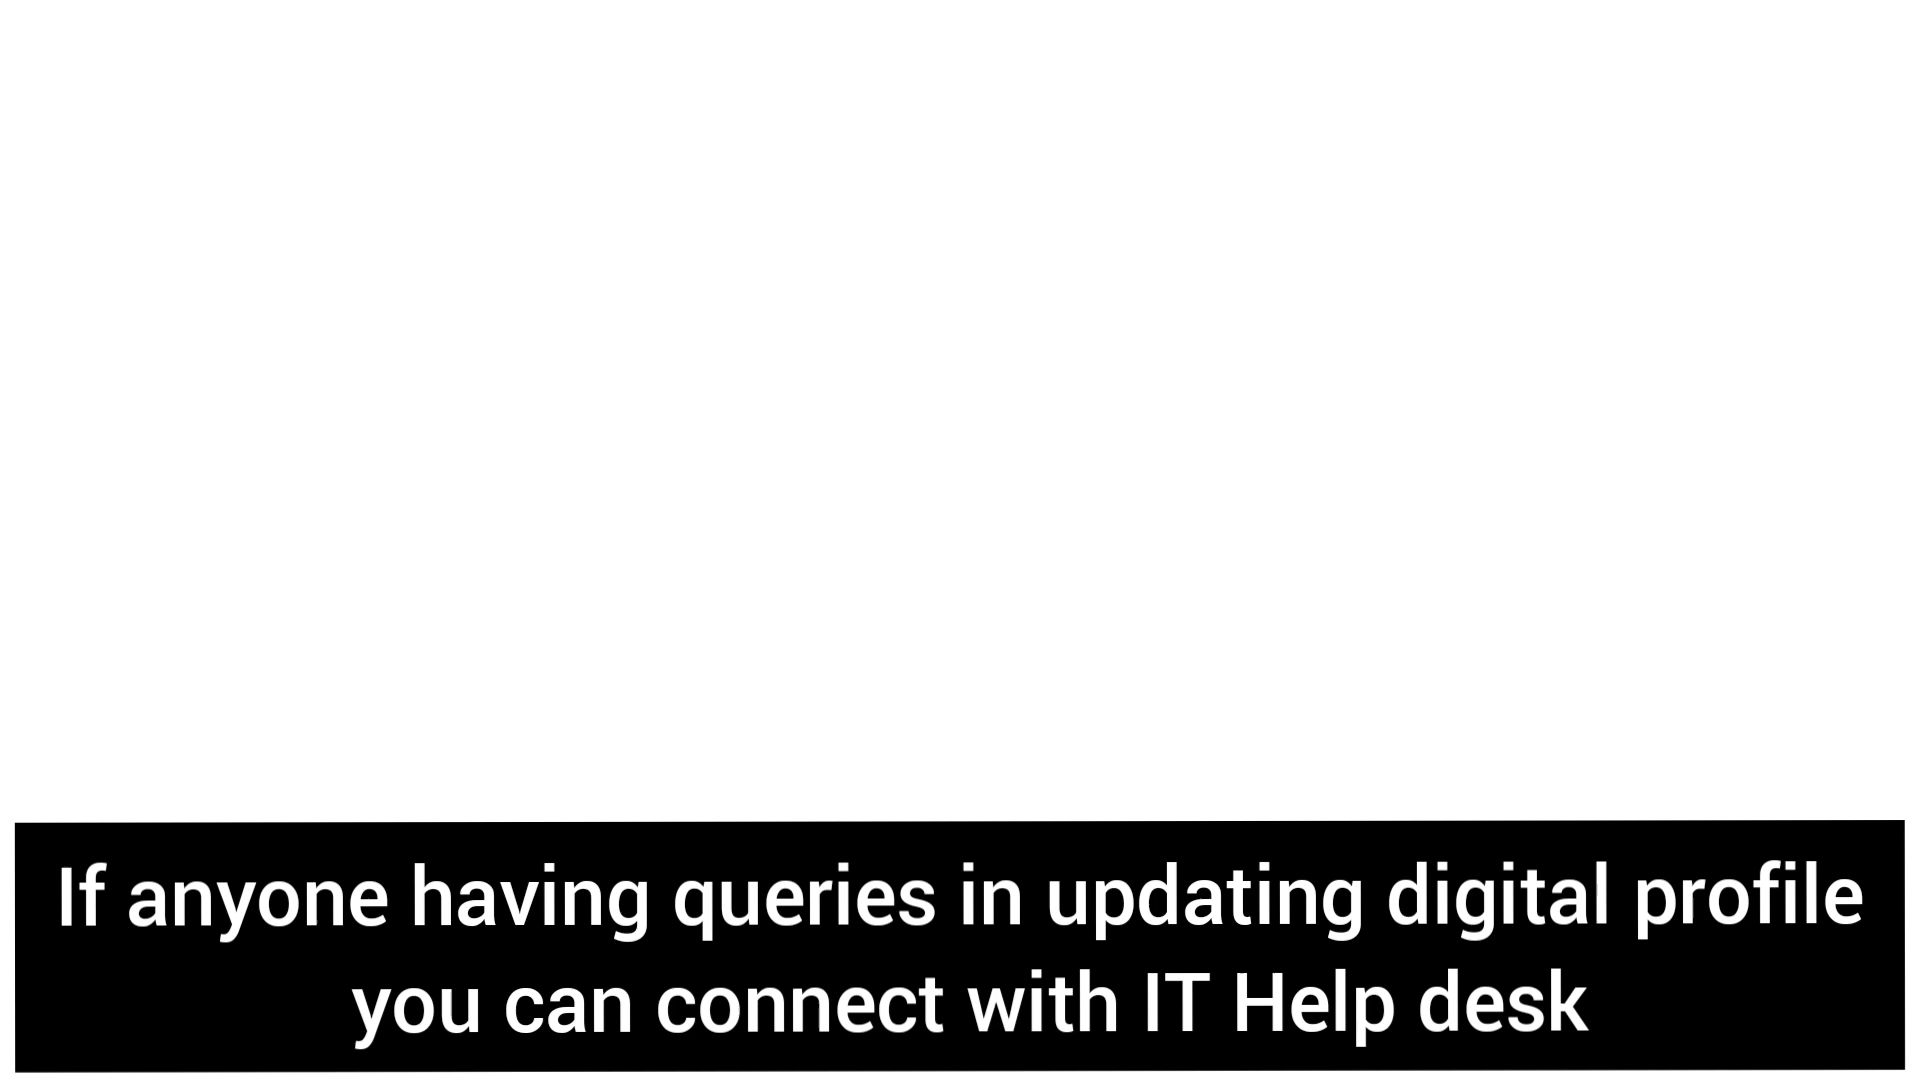 If anyone having queries in updating digital profile
you can connect with IT Help desk